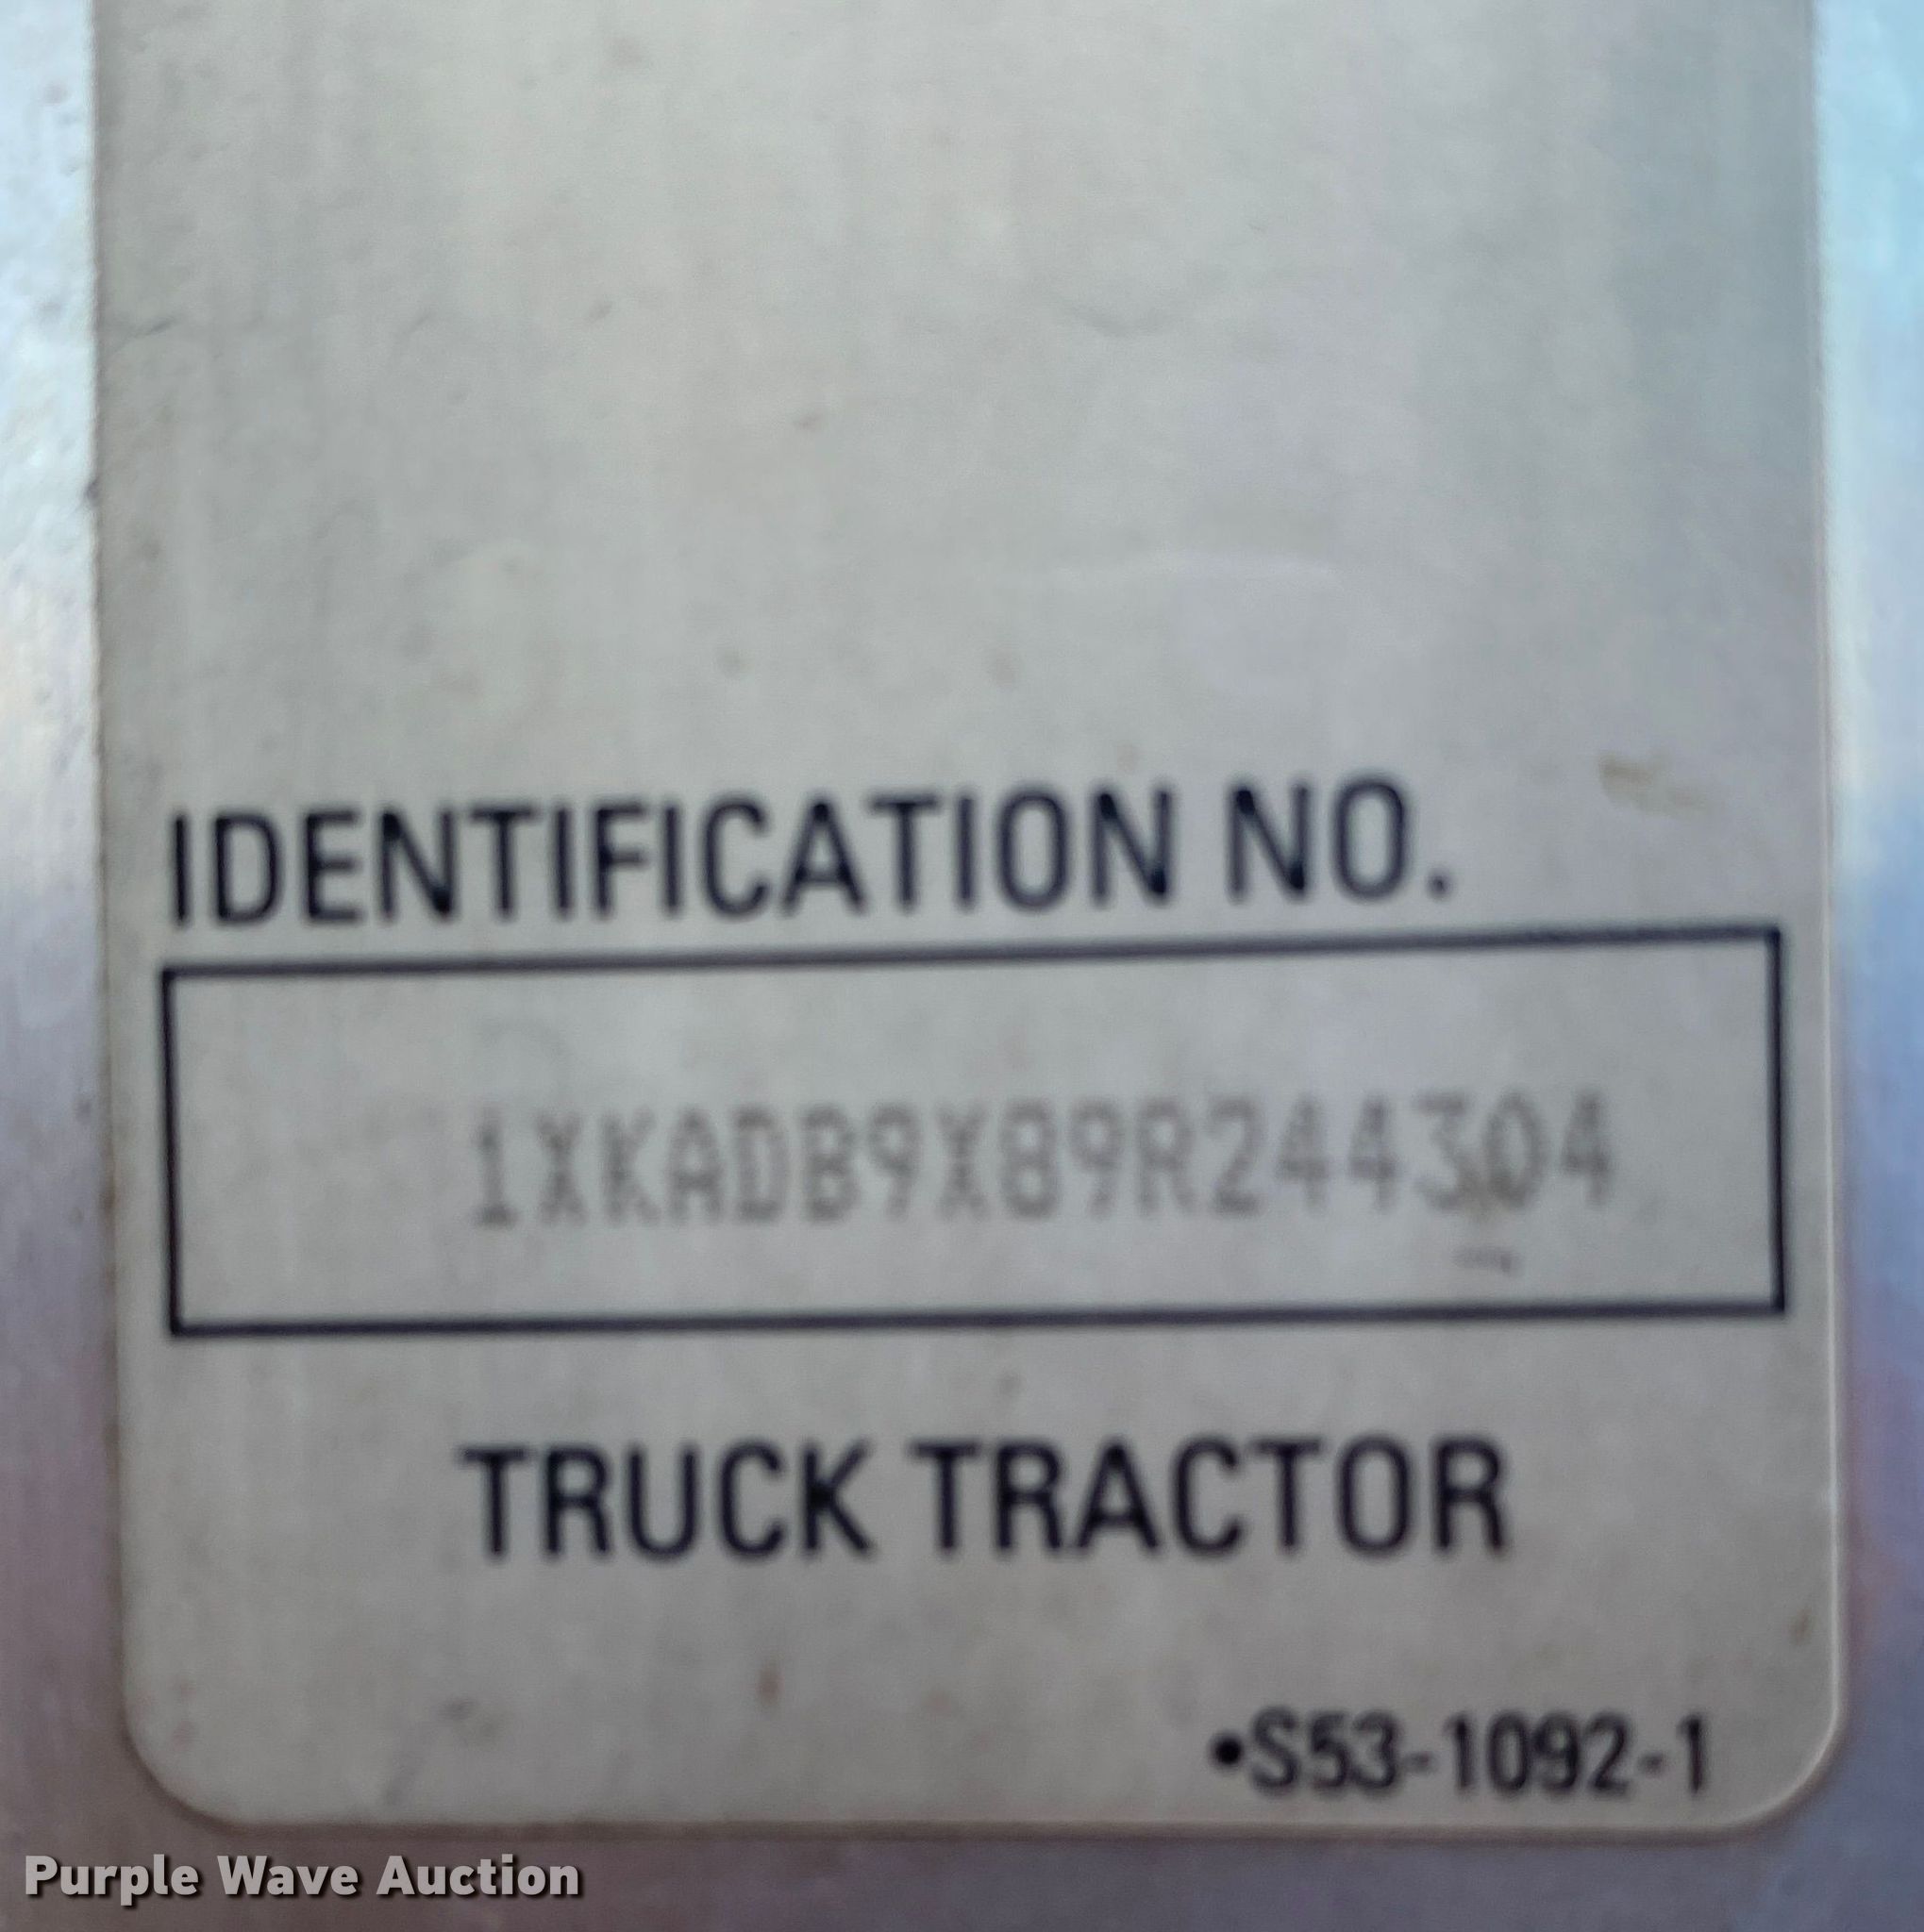 IDENTIFICATION NO.
1XKADB9X89R244304
TRUCK TRACTOR
•S53-1092-1
Purple Wave Auction